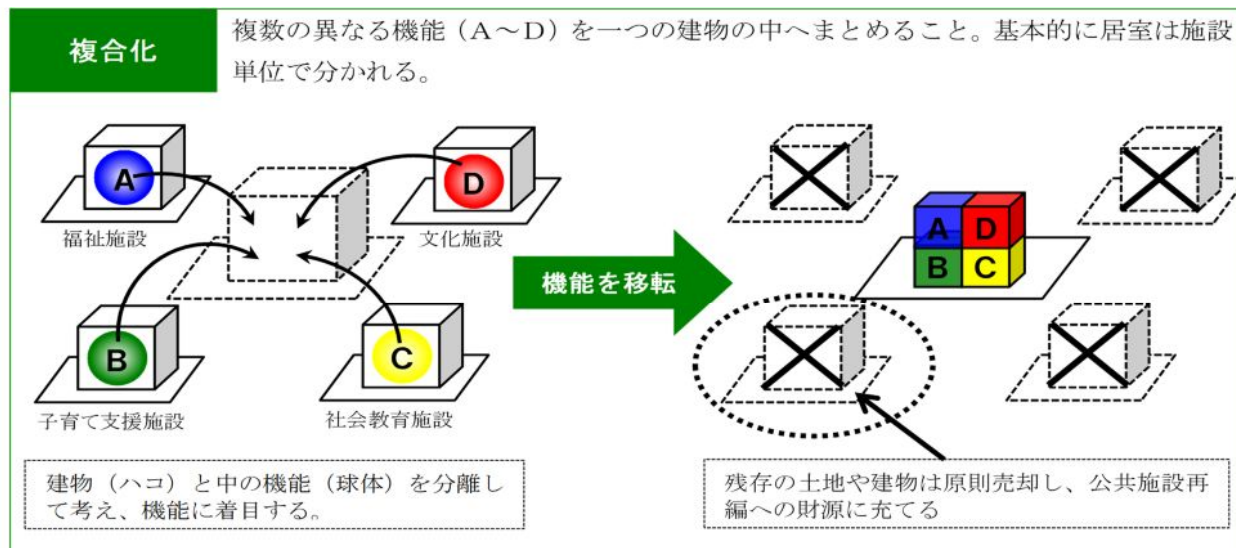 複合化
複数の異なる機能（A～D）を一つの建物の中へまとめること。基本的に居室は施設
単位で分かれる。
A
福祉施設
D
文化施設
B
子育て支援施設
C
社会教育施設
機能を移転
A D
B C
建物（ハコ）と中の機能（球体）を分離し
て考え、機能に着目する。
残存の土地や建物は原則売却し、公共施設再
編への財源に充てる